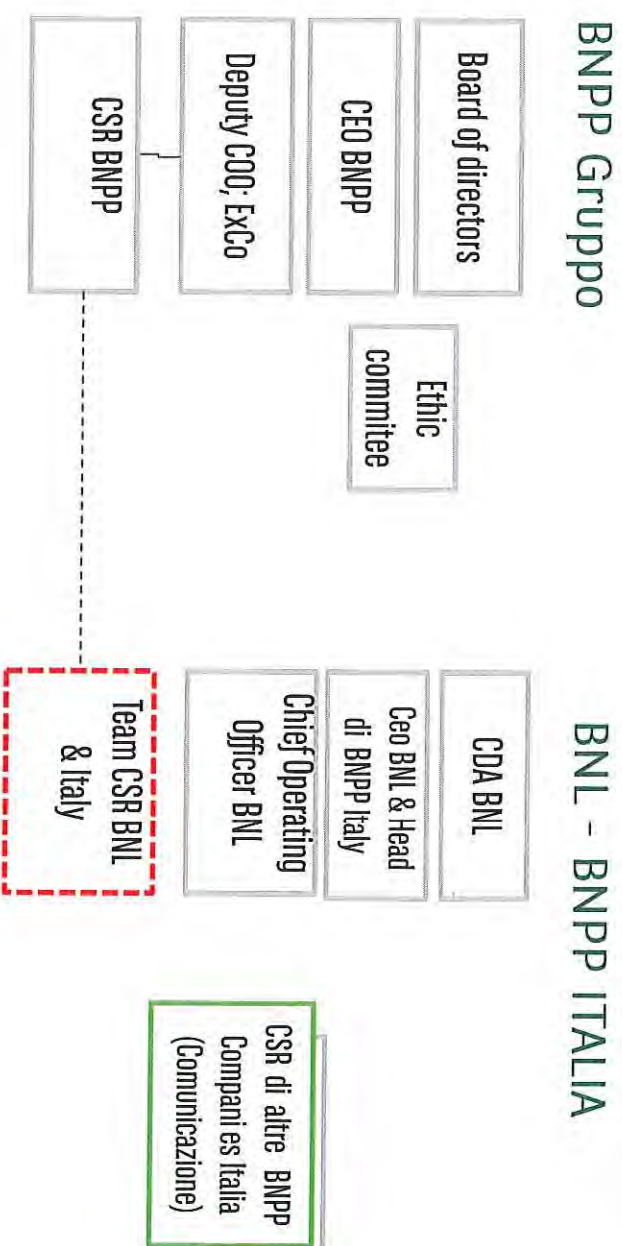 BNPP Gruppo
Board of directors
CEO BNPP
Deputy COO; ExCo
CSR BNPP
Ethic
commitee
BNL - BNPP ITALIA
CDA BNL
Ceo BNL & Head
di BNPP Italy
Chief Operating
Officer BNL
Team CSR BNL
& Italy
CSR di altre BNPP
Compani es Italia
(Comunicazione)